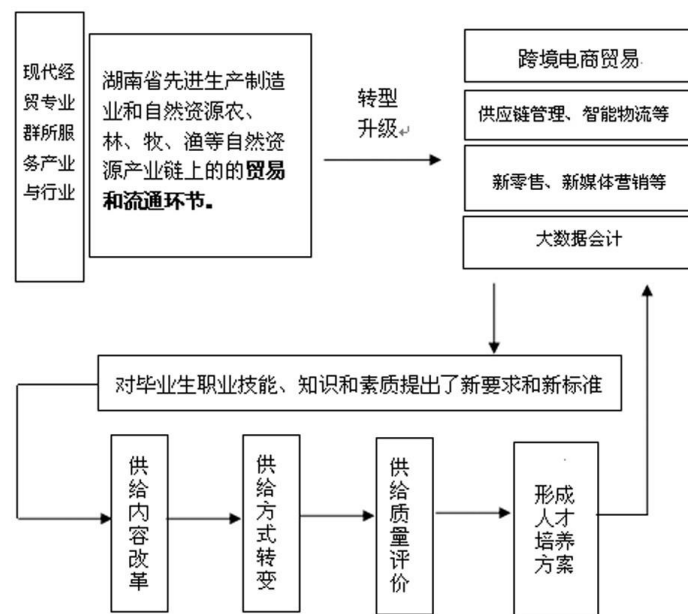 现代经
贸专业
群所服
务产业
与行业
湖南省先进生产制造
业和自然资源农、
林、牧、渔等自然资
源产业链上的的贸易
和流通环节。
转型
升级
跨境电商贸易
供应链管理、智能物流等
新零售、新媒体营销等
大数据会计
对毕业生职业技能、知识和素质提出了新要求和新标准
供给内容改革
供给方式转变
供给质量评价
形成
人才
培养
方案